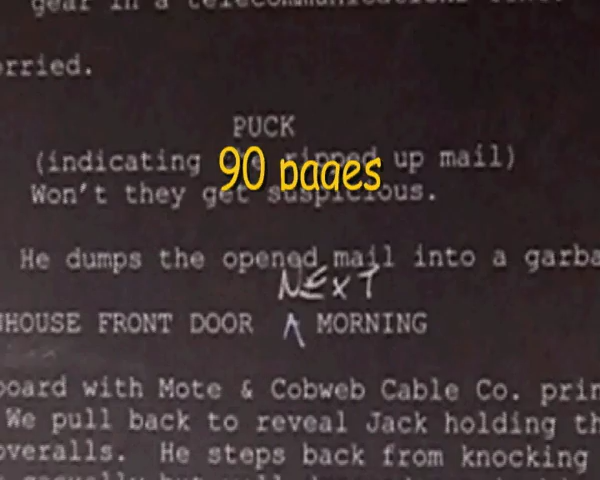 gear in a telecommunications
orried.
PUCK
(indicating ripped up mail)
90 pages
Won't they get suspicious.
He dumps the opened mail into a garba
NEXT
HOUSE FRONT DOOR ^ MORNING
board with Mote & Cobweb Cable Co. prin
We pull back to reveal Jack holding th
overalls. He steps back from knocking